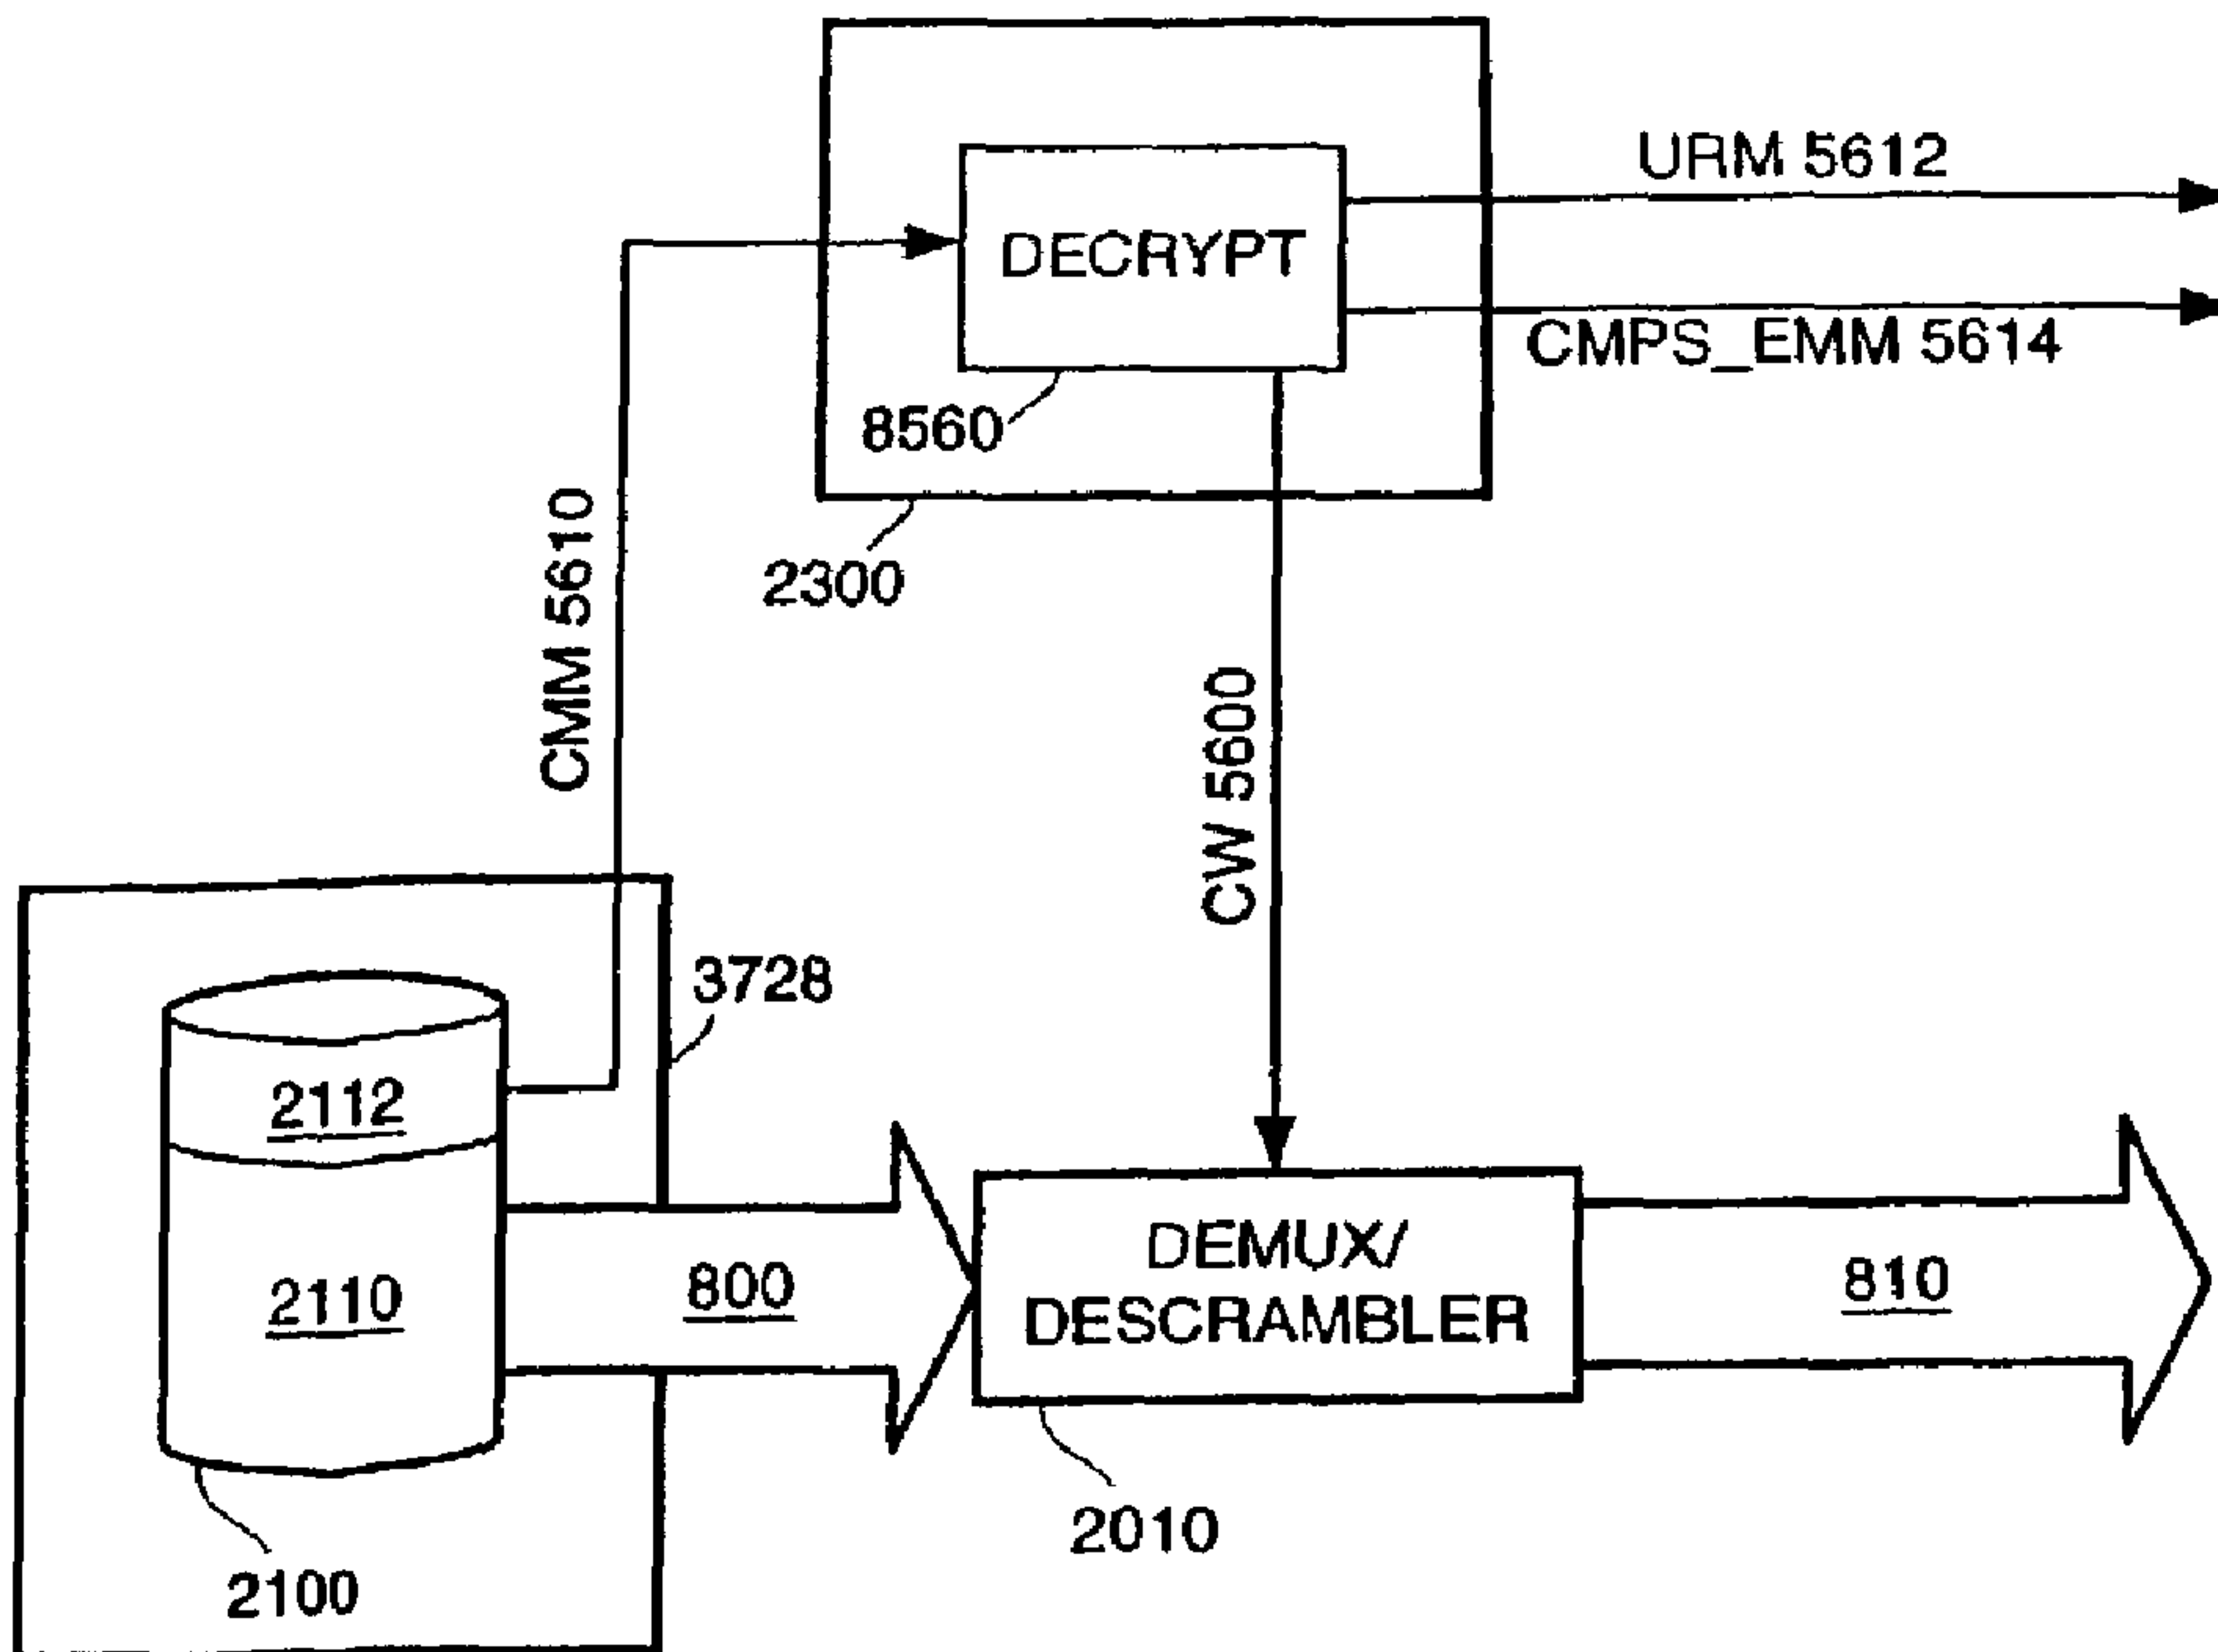 URM 5612
DECRYPT
CMPS_EMM 5614
8560
2300
CMM 5610
CW 5600
3728
2112
2110
800
DEMUX/
DESCRAMBLER
810
2010
2100